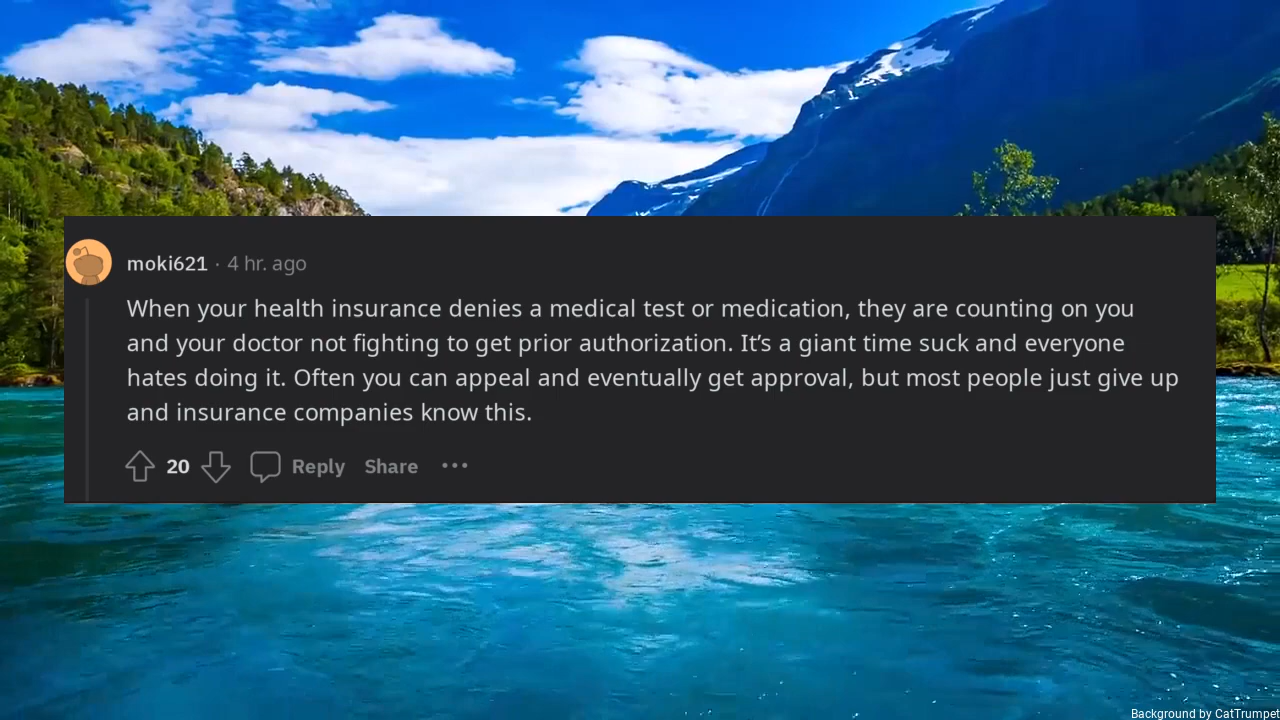 moki621 · 4 hr. ago
When your health insurance denies a medical test or medication, they are counting on you
and your doctor not fighting to get prior authorization. It’s a giant time suck and everyone
hates doing it. Often you can appeal and eventually get approval, but most people just give up
and insurance companies know this.
20 Reply Share ···
Background by CatTrumpet